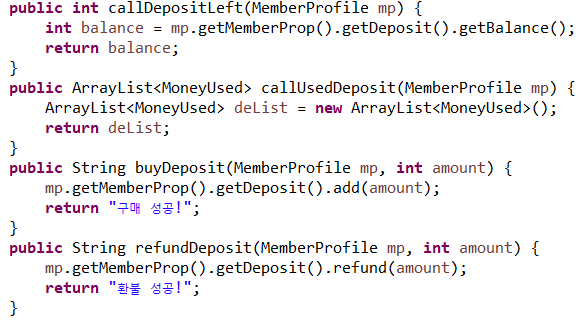 public int callDepositLeft(MemberProfile mp) {
    int balance = mp.getMemberProp().getDeposit().getBalance();
    return balance;
}
public ArrayList<MoneyUsed> callUsedDeposit(MemberProfile mp) {
    ArrayList<MoneyUsed> deList = new ArrayList<MoneyUsed>();
    return deList;
}
public String buyDeposit(MemberProfile mp, int amount) {
    mp.getMemberProp().getDeposit().add(amount);
    return "구매 성공!";
}
public String refundDeposit(MemberProfile mp, int amount) {
    mp.getMemberProp().getDeposit().refund(amount);
    return "환불 성공!";
}